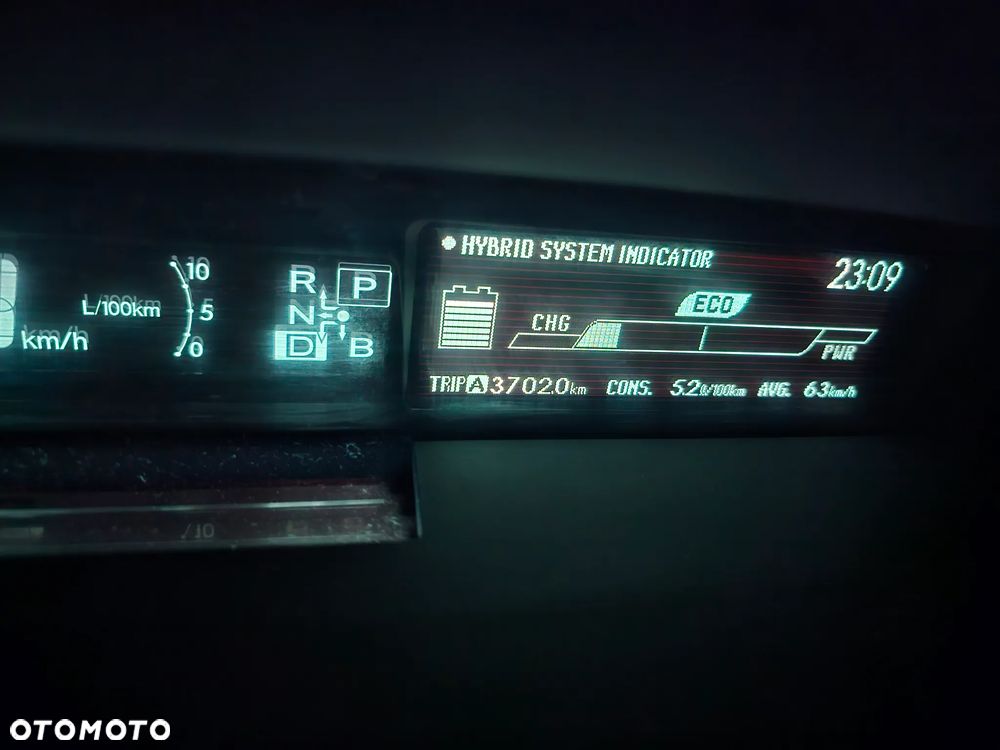 HYBRID SYSTEM INDICATOR 23:09
ECO
CHG
PWR
TRIP A 3702.0 km CONS. 5.2 L/100km AVG. 63 km/h
10
L/100km 5
0
km/h
R P
N
D B
/10
OTOMOTO